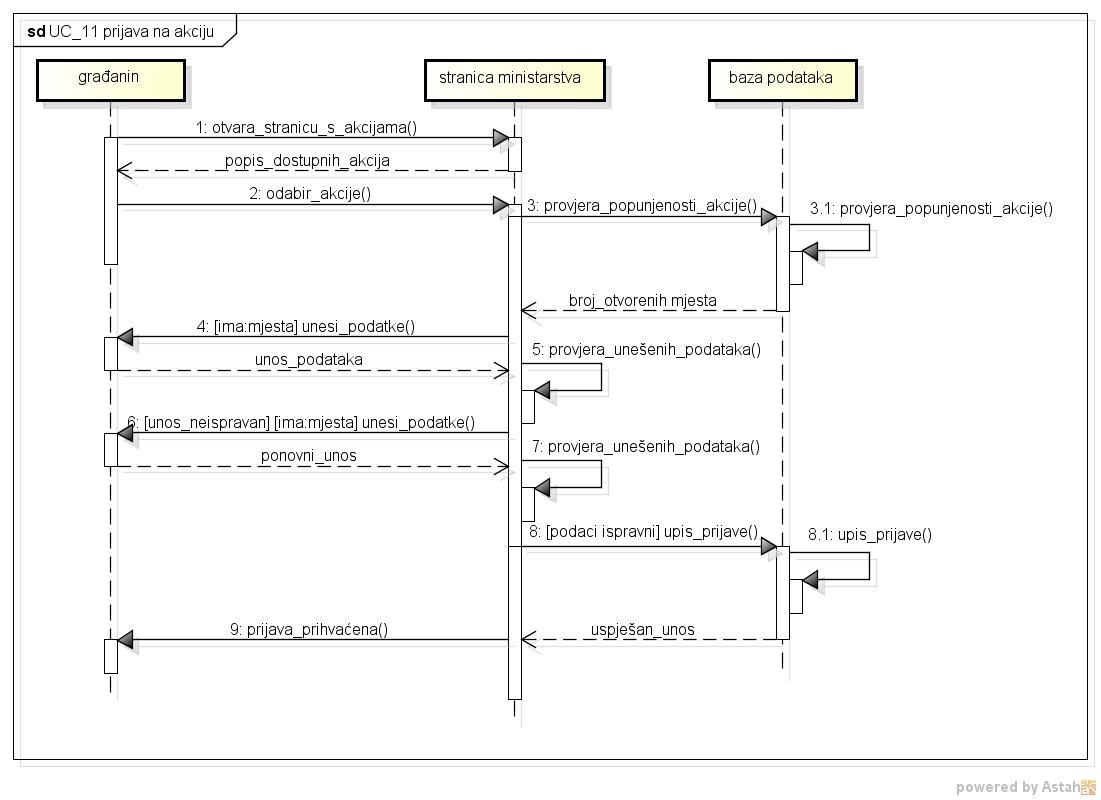 sd UC_11 prijava na akciju
građanin
stranica ministarstva
baza podataka
1: otvara_stranicu_s_akcijama()
popis_dostupnih_akcija
2: odabir_akcije()
3: provjera_popunjenosti_akcije()
3.1: provjera_popunjenosti_akcije()
broj_otvorenih mjesta
4: [ima:mjesta] unesi_podatke()
unos_podataka
5: provjera_unešenih_podataka()
6: [unos_neispravan] [ima:mjesta] unesi_podatke()
ponovni_unos
7: provjera_unešenih_podataka()
8: [podaci ispravni] upis_prijave()
8.1: upis_prijave()
9: prijava_prihvaćena()
uspješan_unos
powered by Astah